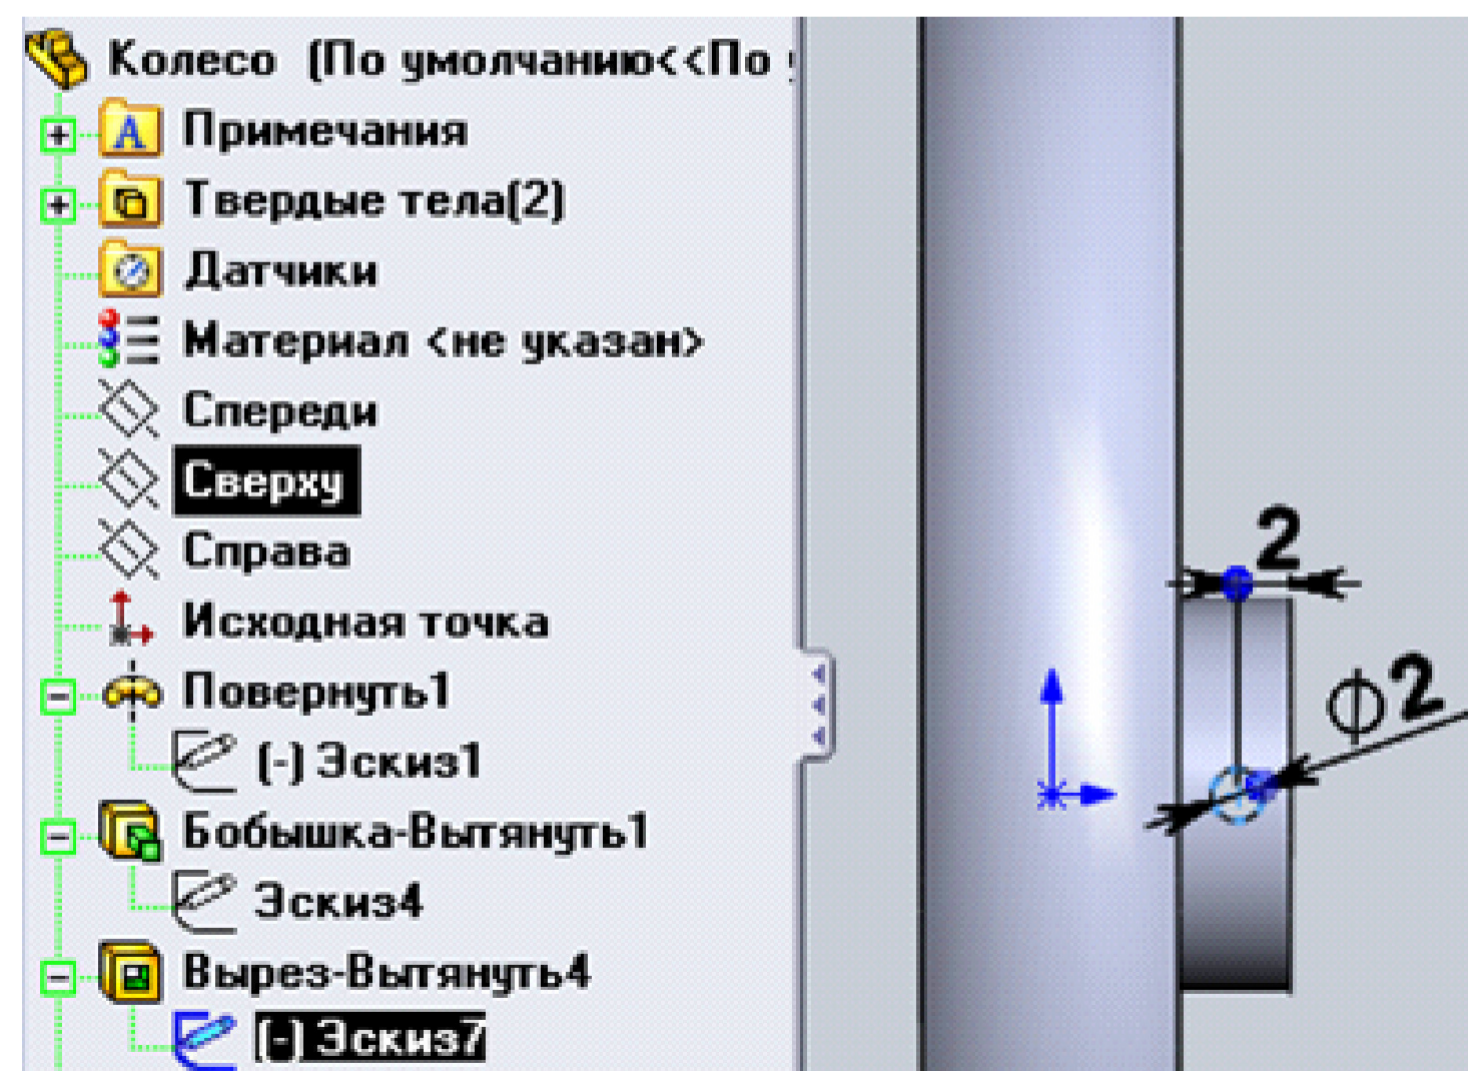 Колесо (По умолчанию<<По
Примечания
Твердые тела(2)
Датчики
Материал <не указан>
Спереди
Сверху
Справа
Исходная точка
Повернуть1
(-) Эскиз1
Бобышка-Вытянуть1
Эскиз4
Вырез-Вытянуть4
(-) Эскиз7
2
Φ2